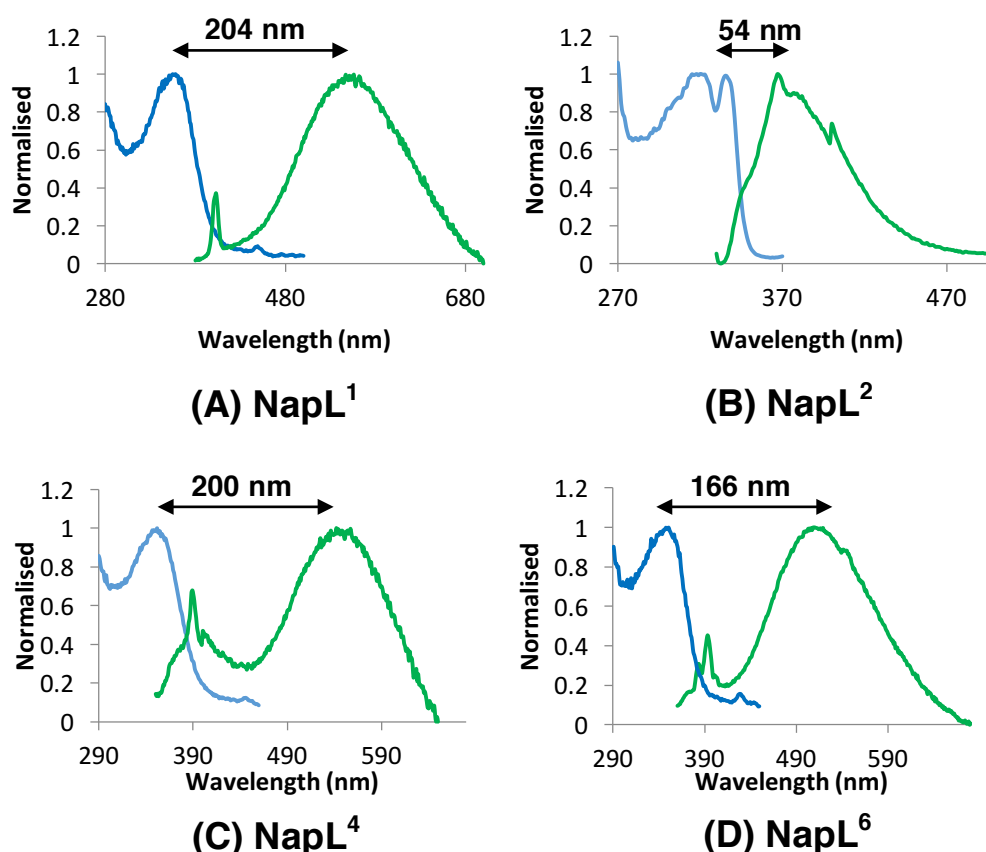 204 nm
1.2
1
0.8
0.6
0.4
0.2
0
Normalised
280 480 680
Wavelength (nm)
(A) NapL¹
54 nm
1.2
1
0.8
0.6
0.4
0.2
0
Normalised
270 370 470
Wavelength (nm)
(B) NapL²
200 nm
1.2
1
0.8
0.6
0.4
0.2
0
Normalised
290 390 490 590
Wavelength (nm)
(C) NapL⁴
166 nm
1.2
1
0.8
0.6
0.4
0.2
0
Normalised
290 390 490 590
Wavelength (nm)
(D) NapL⁶